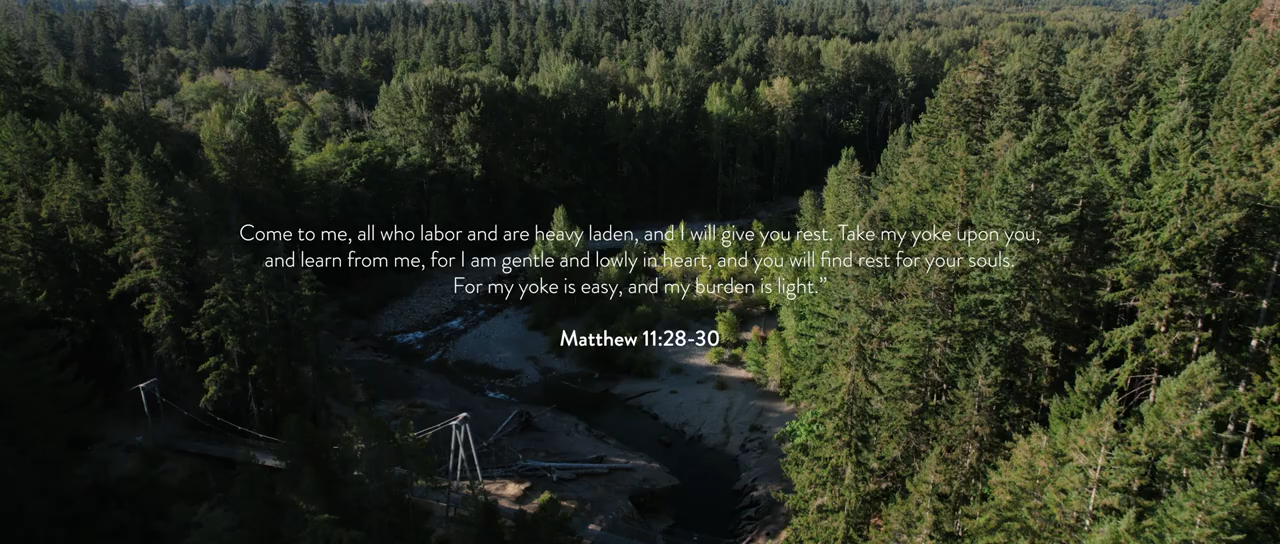 Come to me, all who labor and are heavy laden, and I will give you rest. Take my yoke upon you,
and learn from me, for I am gentle and lowly in heart, and you will find rest for your souls.
For my yoke is easy, and my burden is light.”
Matthew 11:28-30